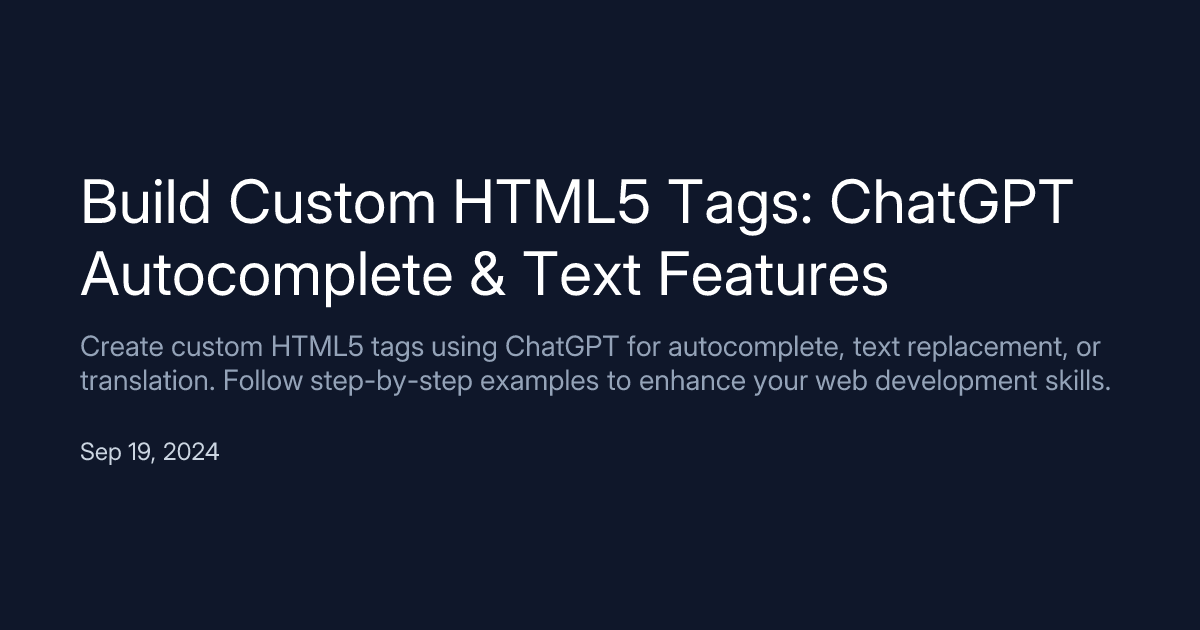 Build Custom HTML5 Tags: ChatGPT
Autocomplete & Text Features
Create custom HTML5 tags using ChatGPT for autocomplete, text replacement, or
translation. Follow step-by-step examples to enhance your web development skills.
Sep 19, 2024